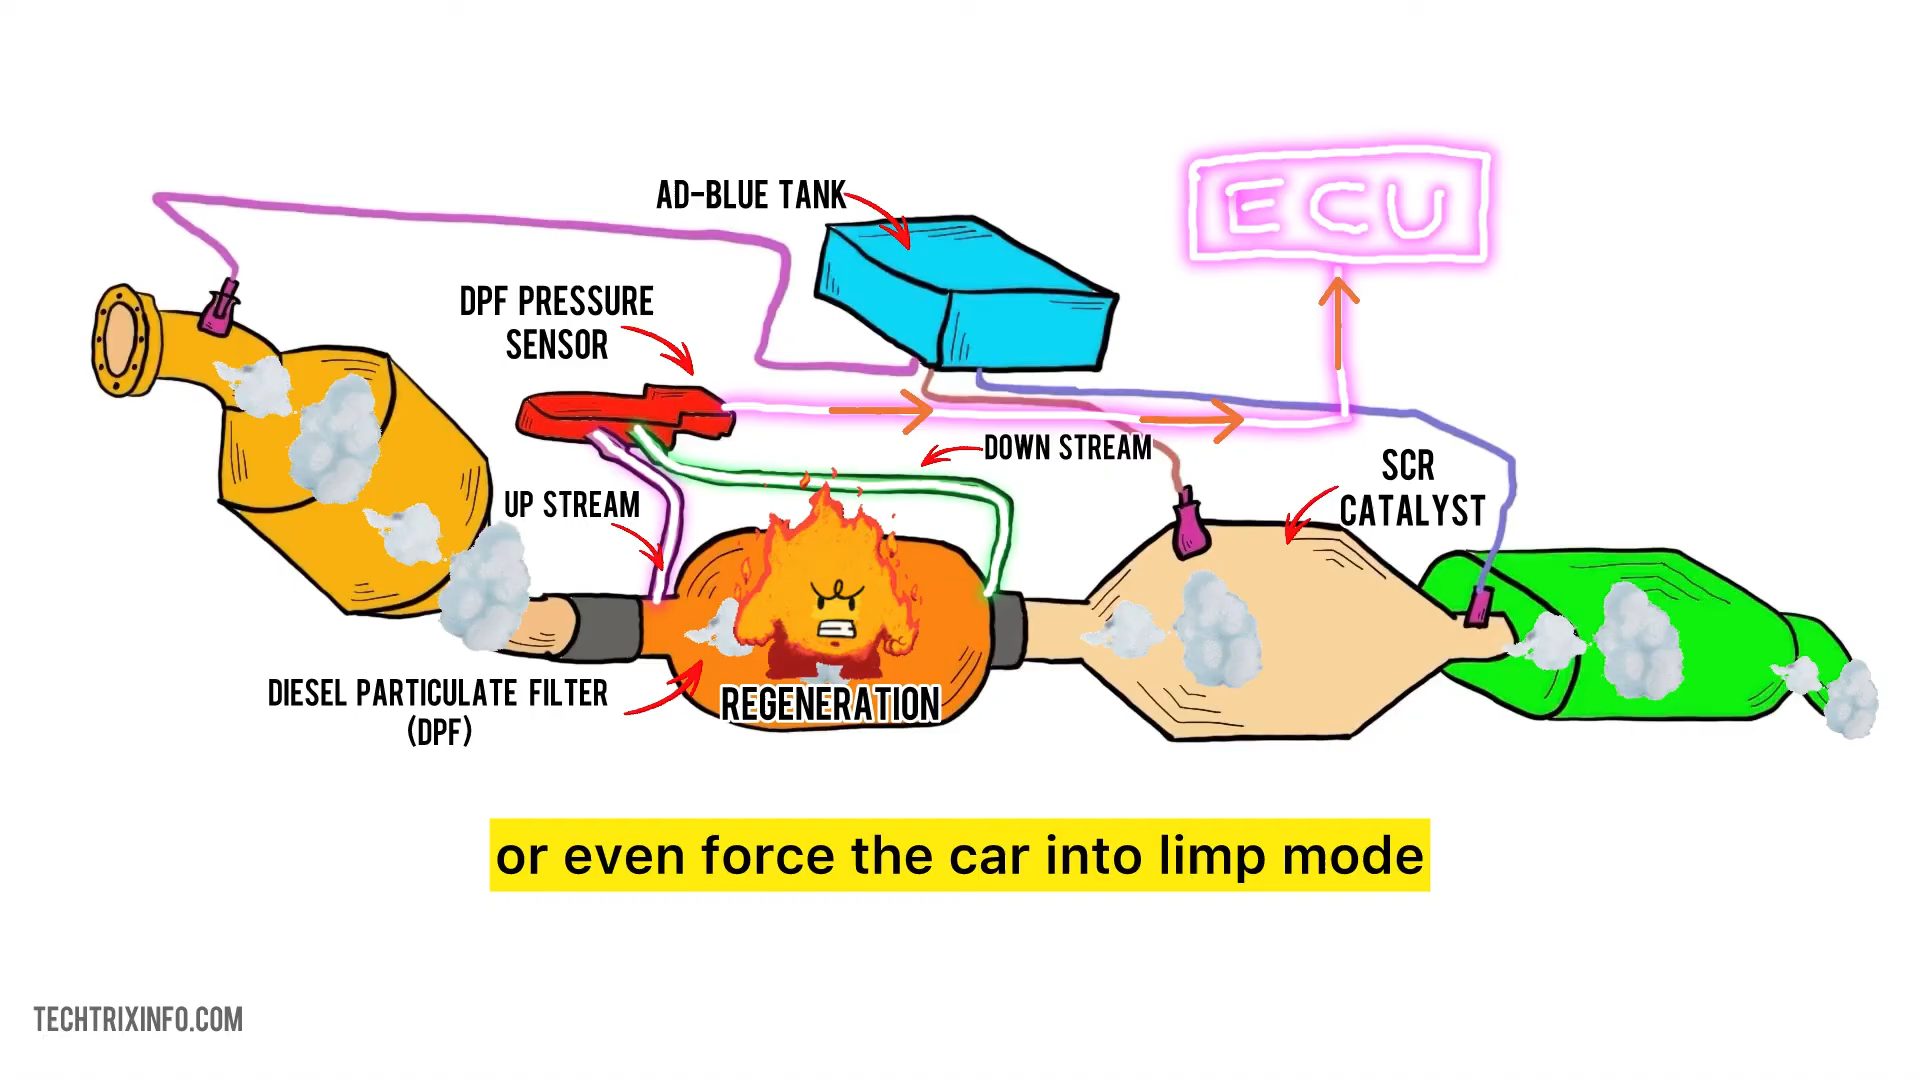 AD-BLUE TANK
ECU
DPF PRESSURE
SENSOR
DOWN STREAM
UP STREAM
SCR
CATALYST
DIESEL PARTICULATE FILTER
(DPF)
REGENERATION
or even force the car into limp mode
TECHTRIXINFO.COM